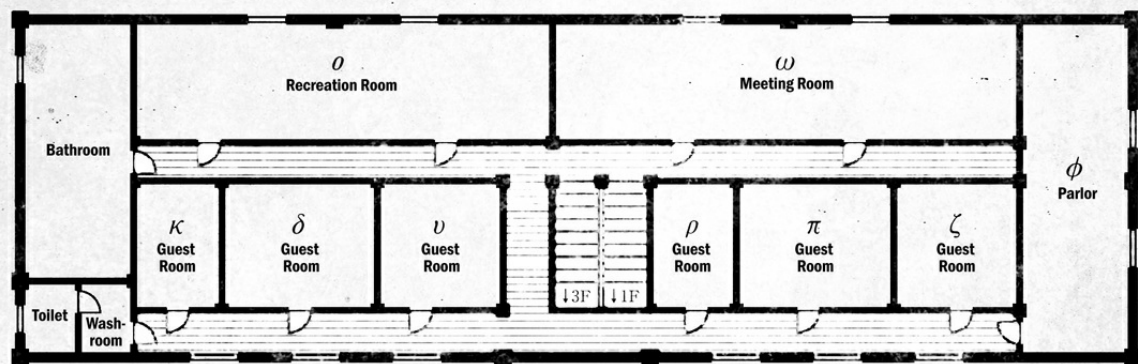 ο
Recreation Room
ω
Meeting Room
Bathroom
ϕ
Parlor
κ
Guest
Room
δ
Guest
Room
υ
Guest
Room
ρ
Guest
Room
π
Guest
Room
ζ
Guest
Room
↓3F
↓1F
Toilet
Wash-
room